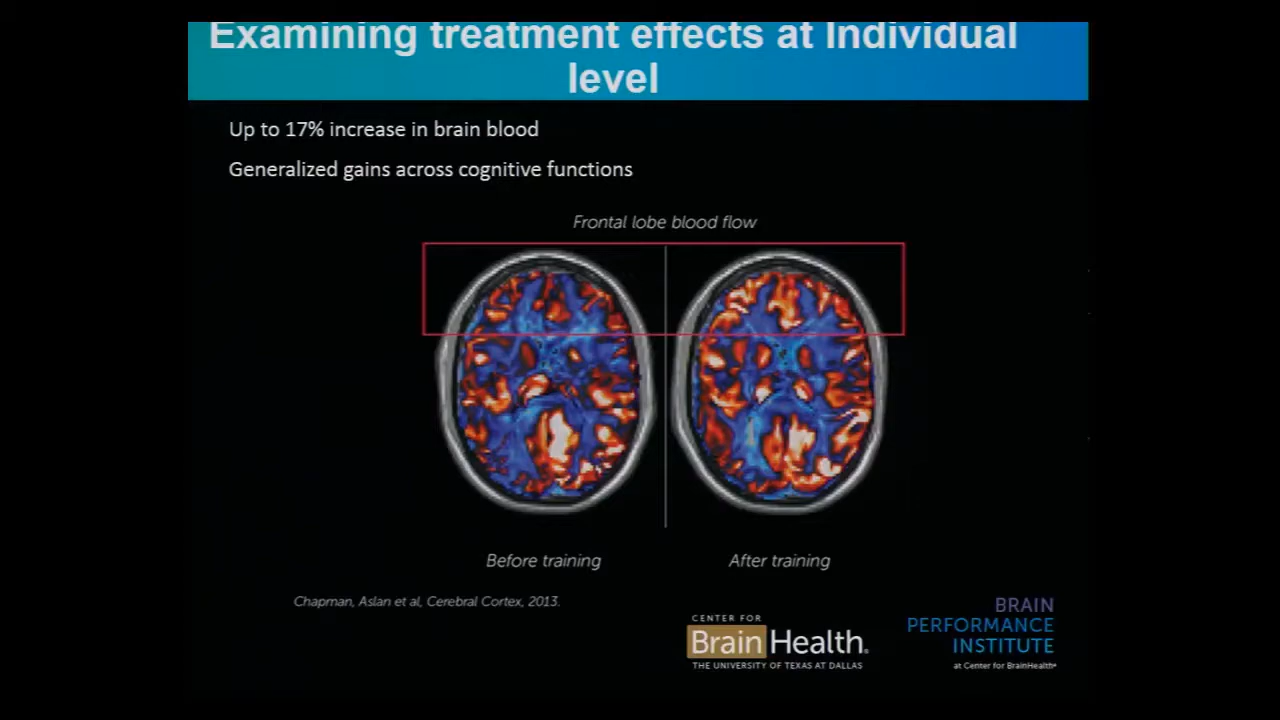 Examining treatment effects at Individual
level
Up to 17% increase in brain blood
Generalized gains across cognitive functions
Frontal lobe blood flow
Before training
After training
Chapman, Aslan et al, Cerebral Cortex, 2013.
CENTER FOR
BrainHealth®
THE UNIVERSITY OF TEXAS AT DALLAS
BRAIN
PERFORMANCE
INSTITUTE
at Center for BrainHealth®